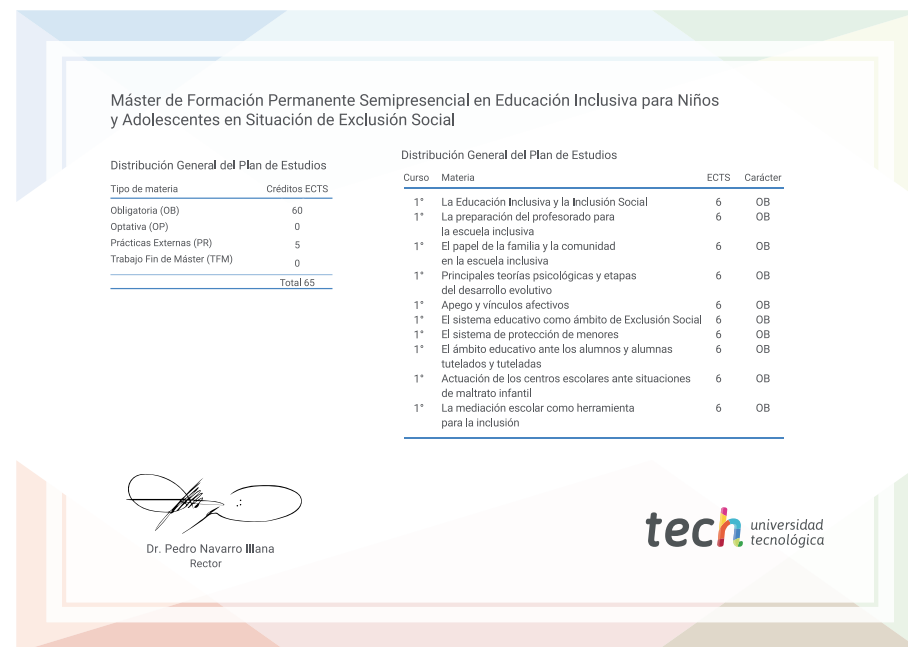 Máster de Formación Permanente Semipresencial en Educación Inclusiva para Niños
y Adolescentes en Situación de Exclusión Social
Distribución General del Plan de Estudios
Tipo de materia Créditos ECTS
Obligatoria (OB) 60
Optativa (OP) 0
Prácticas Externas (PR) 5
Trabajo Fin de Máster (TFM) 0
Total 65
Distribución General del Plan de Estudios
Curso Materia ECTS Carácter
1° La Educación Inclusiva y la Inclusión Social 6 OB
1° La preparación del profesorado para 6 OB
la escuela inclusiva
1° El papel de la familia y la comunidad 6 OB
en la escuela inclusiva
1° Principales teorías psicológicas y etapas 6 OB
del desarrollo evolutivo
1° Apego y vínculos afectivos 6 OB
1° El sistema educativo como ámbito de Exclusión Social 6 OB
1° El sistema de protección de menores 6 OB
1° El ámbito educativo ante los alumnos y alumnas 6 OB
tutelados y tuteladas
1° Actuación de los centros escolares ante situaciones 6 OB
de maltrato infantil
1° La mediación escolar como herramienta 6 OB
para la inclusión
Dr. Pedro Navarro Illana
Rector
tech universidad
tecnológica